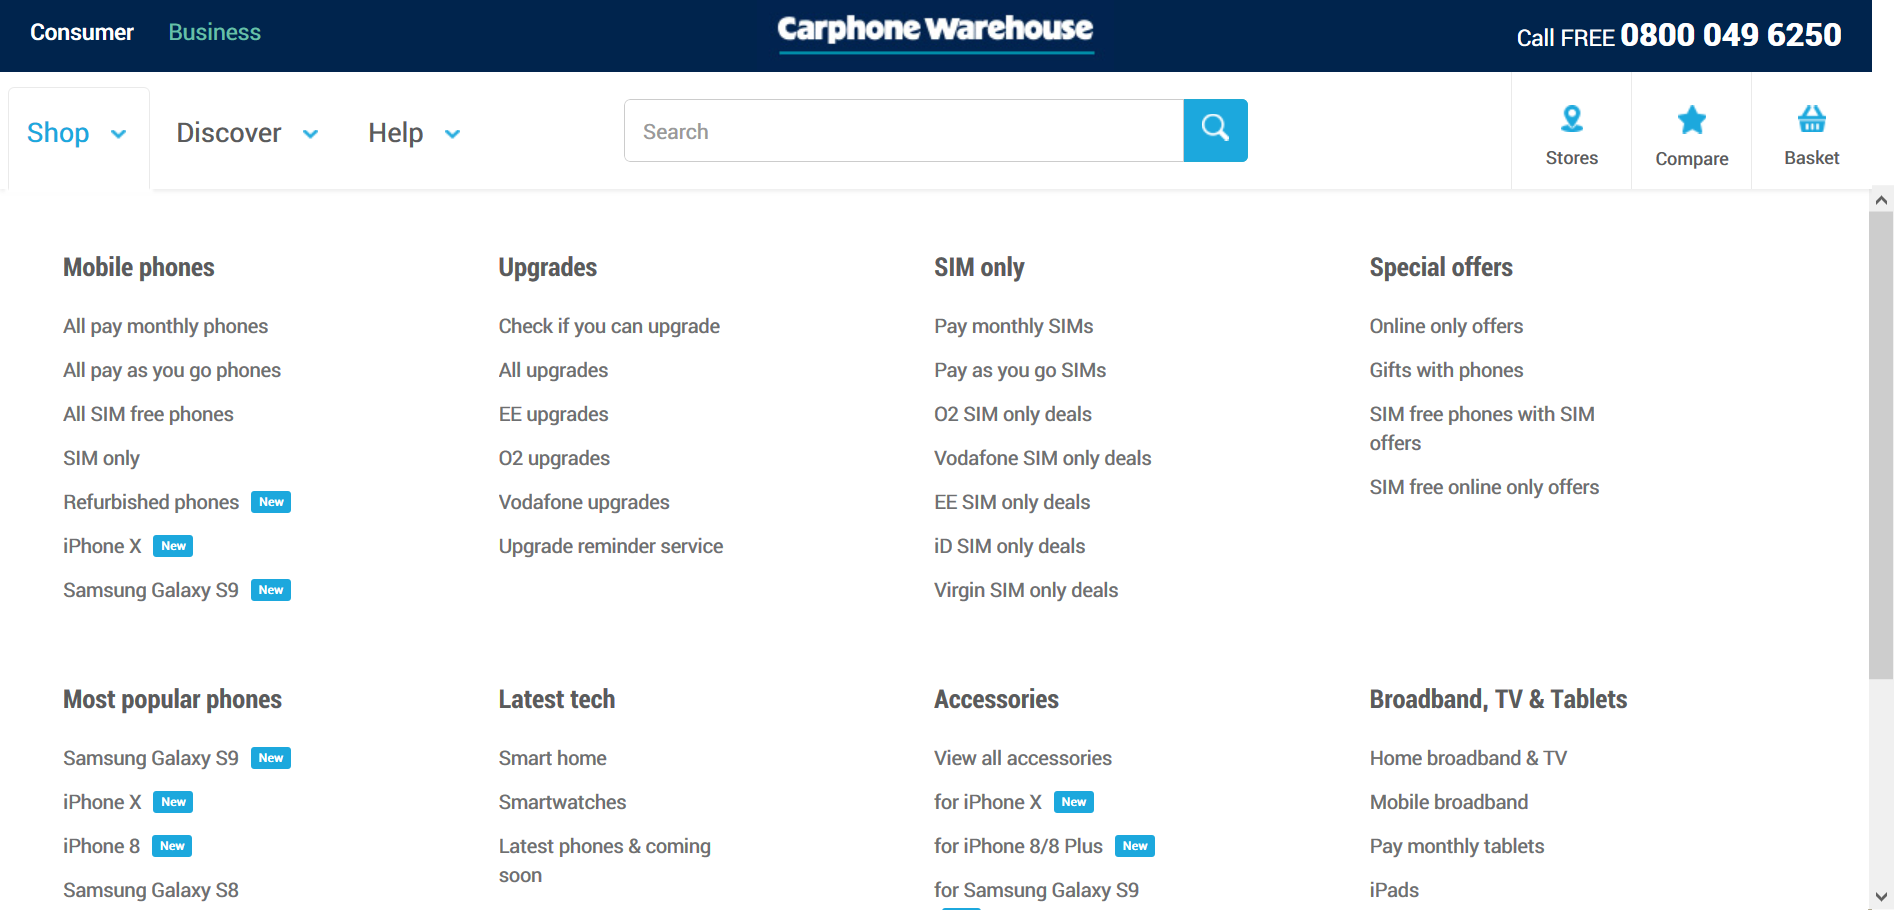 Consumer Business Carphone Warehouse Call FREE 0800 049 6250
Shop Discover Help Search Stores Compare Basket
Mobile phones
All pay monthly phones
All pay as you go phones
All SIM free phones
SIM only
Refurbished phones New
iPhone X New
Samsung Galaxy S9 New
Upgrades
Check if you can upgrade
All upgrades
EE upgrades
O2 upgrades
Vodafone upgrades
Upgrade reminder service
SIM only
Pay monthly SIMs
Pay as you go SIMs
O2 SIM only deals
Vodafone SIM only deals
EE SIM only deals
iD SIM only deals
Virgin SIM only deals
Special offers
Online only offers
Gifts with phones
SIM free phones with SIM
offers
SIM free online only offers
Most popular phones
Samsung Galaxy S9 New
iPhone X New
iPhone 8 New
Samsung Galaxy S8
Latest tech
Smart home
Smartwatches
Latest phones & coming
soon
Accessories
View all accessories
for iPhone X New
for iPhone 8/8 Plus New
for Samsung Galaxy S9
Broadband, TV & Tablets
Home broadband & TV
Mobile broadband
Pay monthly tablets
iPads